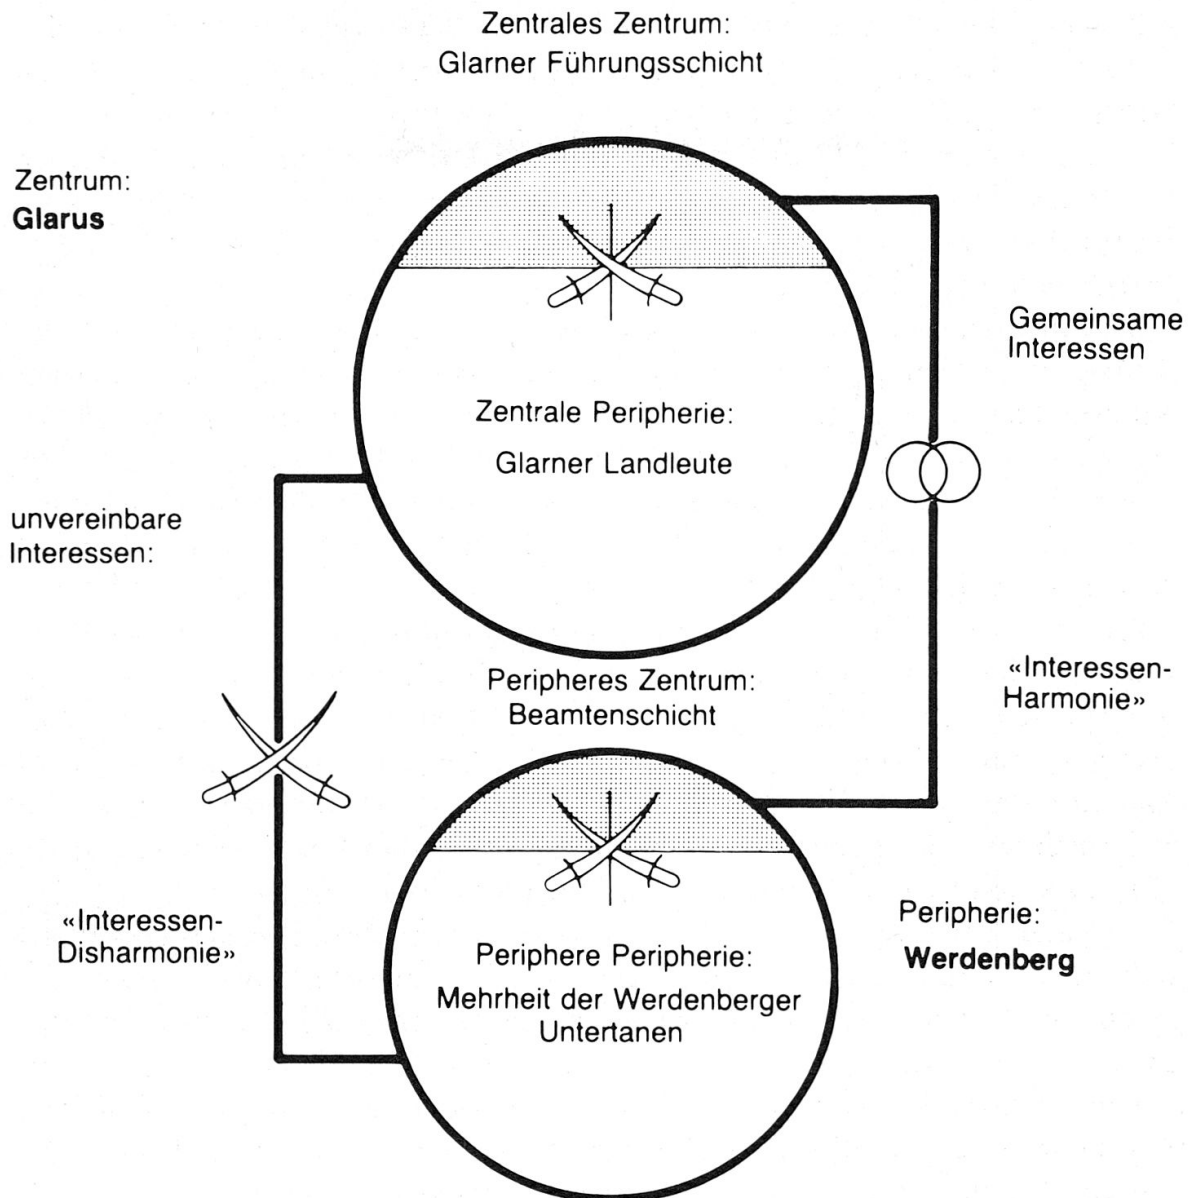 Zentrales Zentrum:
Glarner Führungsschicht
Zentrum:
Glarus
Gemeinsame
Interessen
Zentrale Peripherie:
Glarner Landleute
unvereinbare
Interessen:
«Interessen-
Harmonie»
Peripheres Zentrum:
Beamtenschicht
«Interessen-
Disharmonie»
Peripherie:
Werdenberg
Periphere Peripherie:
Mehrheit der Werdenberger
Untertanen